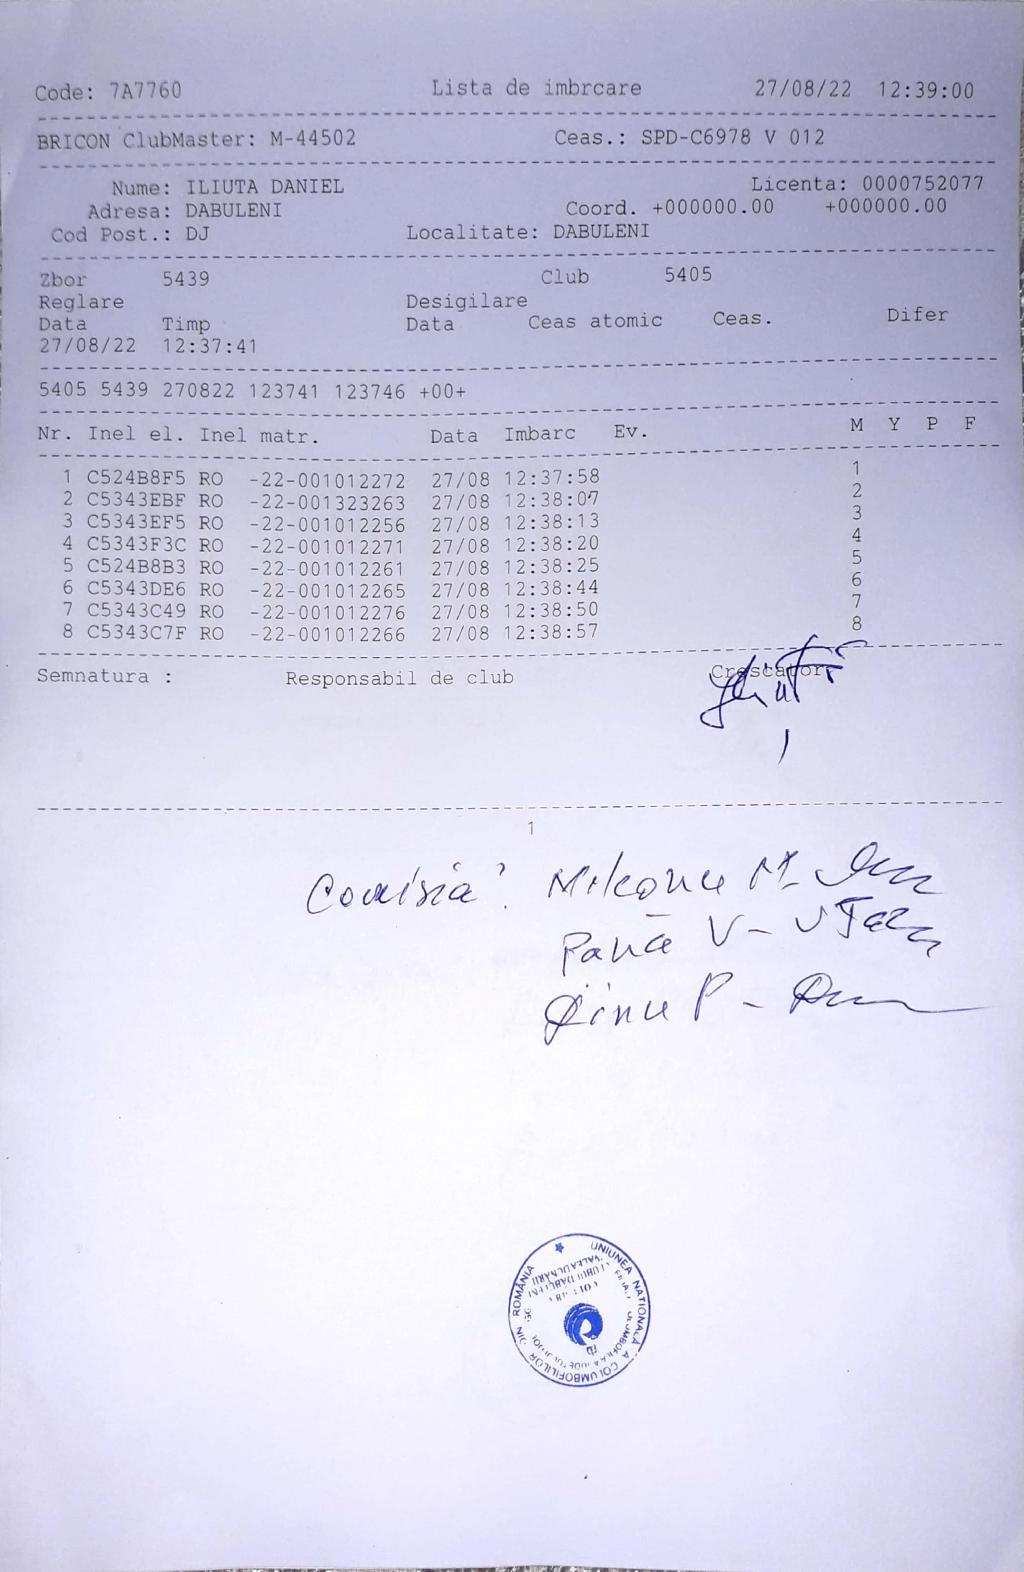 Code: 7A7760 Lista de imbrcare 27/08/22 12:39:00
BRICON ClubMaster: M-44502 Ceas.: SPD-C6978 V 012
Nume: ILIUTA DANIEL Licenta: 0000752077
Adresa: DABULENI Coord. +000000.00 +000000.00
Cod Post.: DJ Localitate: DABULENI
Zbor 5439 Club 5405
Reglare Desigilare
Data Timp Data Ceas atomic Ceas. Difer
27/08/22 12:37:41
5405 5439 270822 123741 123746 +00+
Nr. Inel el. Inel matr. Data Imbarc Ev. M Y P F
1 C524B8F5 RO -22-001012272 27/08 12:37:58 1
2 C5343EBF RO -22-001323263 27/08 12:38:07 2
3 C5343EF5 RO -22-001012256 27/08 12:38:13 3
4 C5343F3C RO -22-001012271 27/08 12:38:20 4
5 C524B8B3 RO -22-001012261 27/08 12:38:25 5
6 C5343DE6 RO -22-001012265 27/08 12:38:44 6
7 C5343C49 RO -22-001012276 27/08 12:38:50 7
8 C5343C7F RO -22-001012266 27/08 12:38:57 8
Semnatura : Responsabil de club Crescator
1
Comisia: M.
V-
P-
UNIUNEA NATIONALA A COLUMBOFILILOR DIN ROMÂNIA